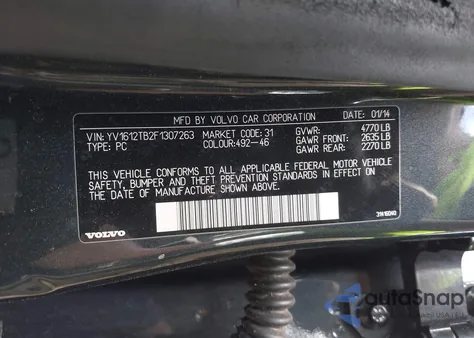 MFD BY VOLVO CAR CORPORATION DATE: 01/14
VIN: YV1612TB2F1307263 MARKET CODE: 31 GVWR: 4770 LB
TYPE: PC COLOUR:492-46 GAWR FRONT: 2635 LB
GAWR REAR: 2270 LB
THIS VEHICLE CONFORMS TO ALL APPLICABLE FEDERAL MOTOR VEHICLE
SAFETY, BUMPER AND THEFT PREVENTION STANDARDS IN EFFECT ON
THE DATE OF MANUFACTURE SHOWN ABOVE.
VOLVO
autoSnap